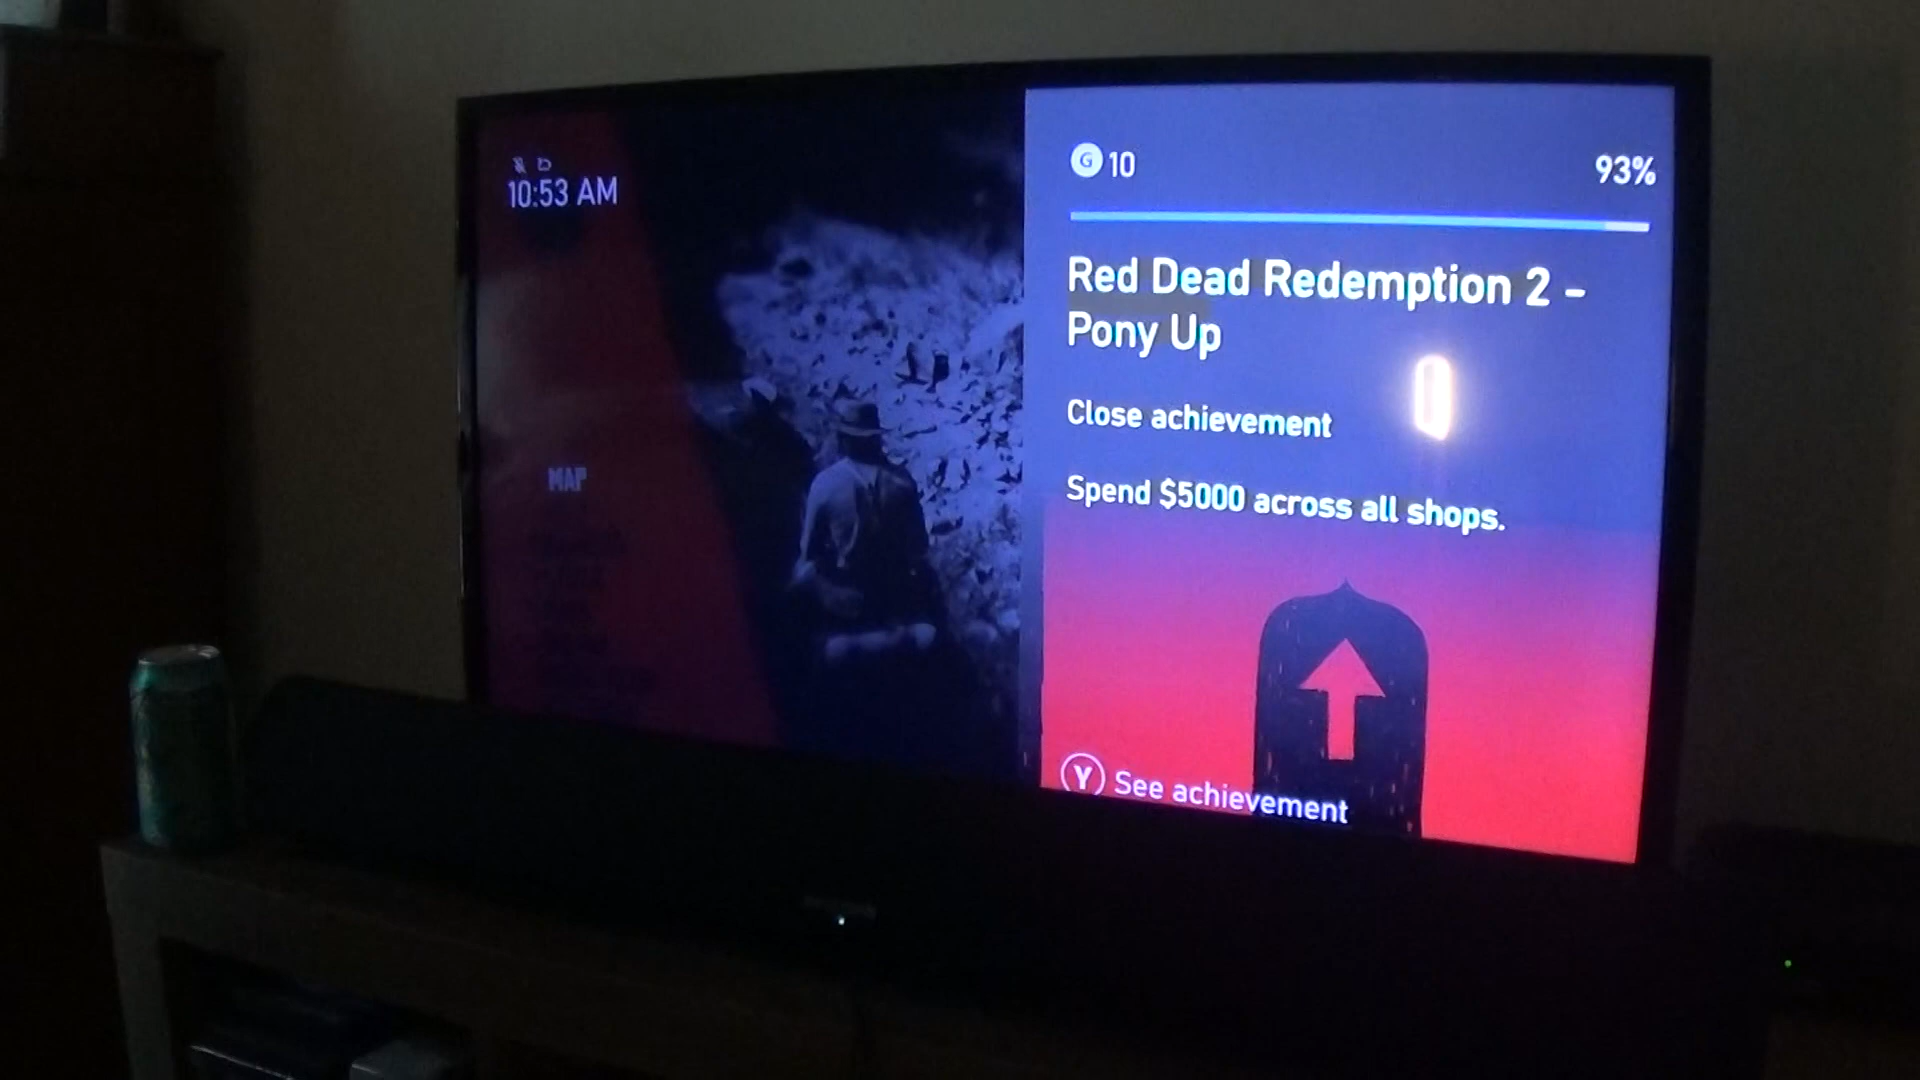 10:53 AM
MAP
G 10
93%
Red Dead Redemption 2 –
Pony Up
Close achievement
Spend $5000 across all shops.
Y See achievement